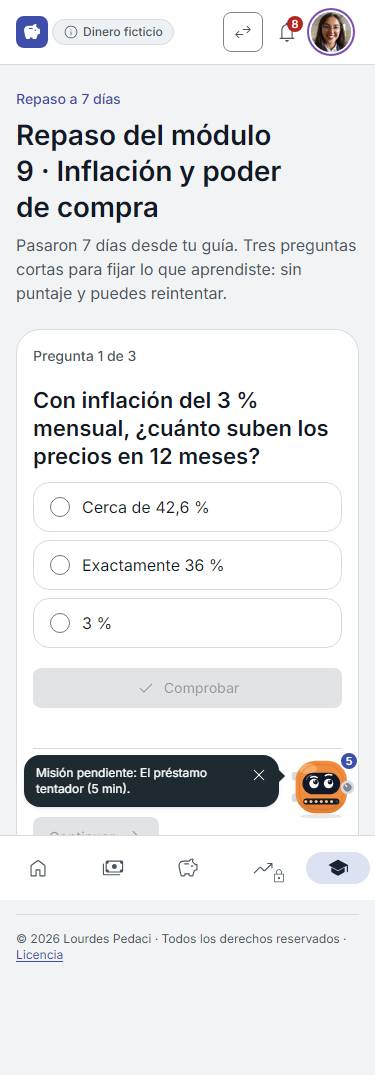 Dinero ficticio
8
Repaso a 7 días
Repaso del módulo
9 · Inflación y poder
de compra
Pasaron 7 días desde tu guía. Tres preguntas
cortas para fijar lo que aprendiste: sin
puntaje y puedes reintentar.
Pregunta 1 de 3
Con inflación del 3 %
mensual, ¿cuánto suben los
precios en 12 meses?
Cerca de 42,6 %
Exactamente 36 %
3 %
Comprobar
Misión pendiente: El préstamo
tentador (5 min).
5
Continuar
© 2026 Lourdes Pedaci · Todos los derechos reservados ·
Licencia